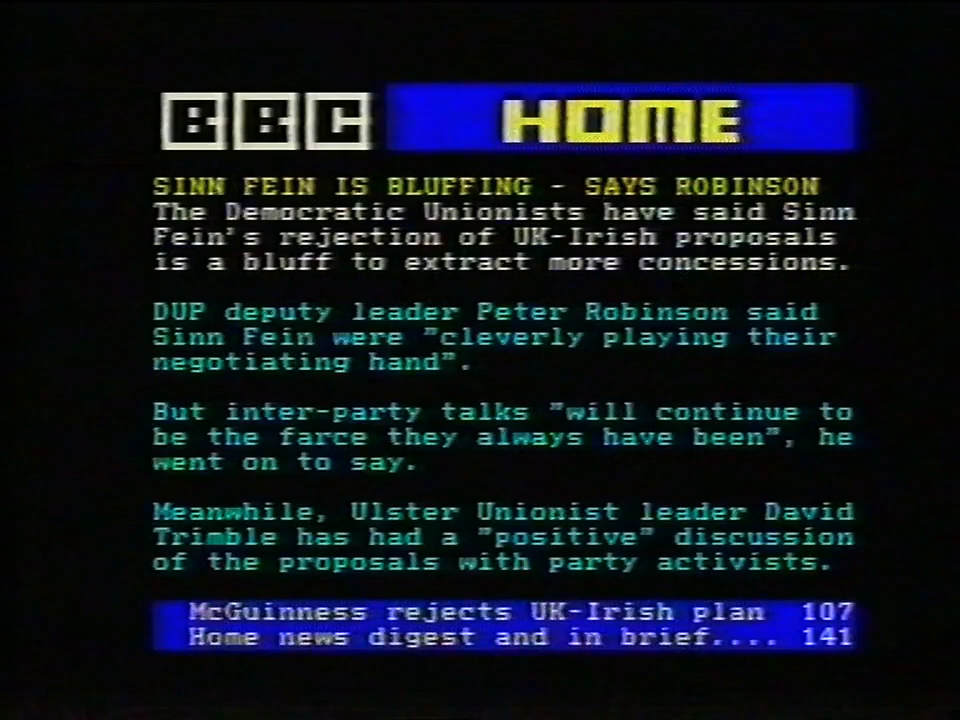 BBC HOME
SINN FEIN IS BLUFFING - SAYS ROBINSON
The Democratic Unionists have said Sinn
Fein's rejection of UK-Irish proposals
is a bluff to extract more concessions.
DUP deputy leader Peter Robinson said
Sinn Fein were "cleverly playing their
negotiating hand".
But inter-party talks "will continue to
be the farce they always have been", he
went on to say.
Meanwhile, Ulster Unionist leader David
Trimble has had a "positive" discussion
of the proposals with party activists.
McGuinness rejects UK-Irish plan 107
Home news digest and in brief.... 141